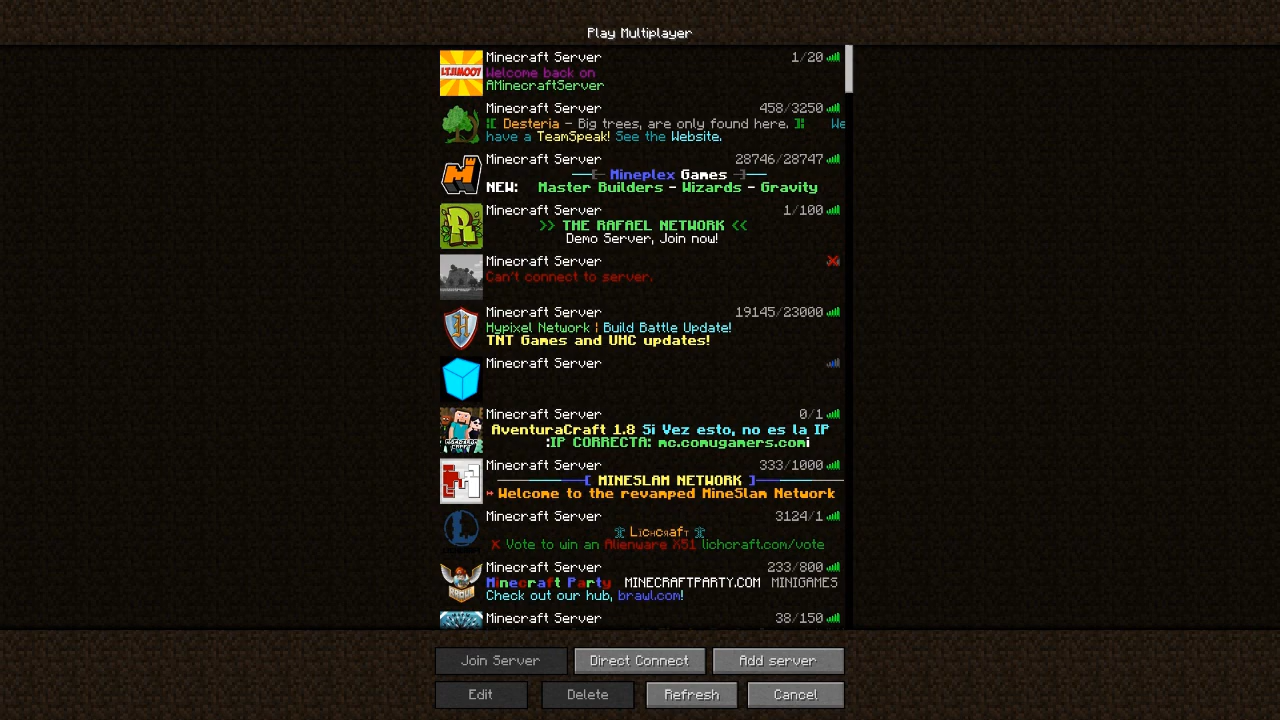 Play Multiplayer
Minecraft Server 1/20
LTJIM007
Welcome back on
AMinecraftServer
Minecraft Server 458/3250
[ Desteria - Big trees, are only found here. ] We
have a TeamSpeak! See the Website.
Minecraft Server 28746/28747
Mineplex Games
NEW: Master Builders - Wizards - Gravity
Minecraft Server 1/100
>> THE RAFAEL NETWORK <<
Demo Server, Join now!
Minecraft Server
Can't connect to server.
Minecraft Server 19145/23000
Hypixel Network | Build Battle Update!
TNT Games and UHC updates!
Minecraft Server
Minecraft Server 0/1
AventuraCraft 1.8 Si Vez esto, no es la IP
:IP CORRECTA: mc.comugamers.comi
Minecraft Server 333/1000
[ MINESLAM NETWORK ]
» Welcome to the revamped MineSlam Network
Minecraft Server 3124/1
Lichcraft
✗ Vote to win an Alienware X51 lichcraft.com/vote
Minecraft Server 233/800
Minecraft Party MINECRAFTPARTY.COM MINIGAMES
Check out our hub, brawl.com!
Minecraft Server 38/150
Join Server
Direct Connect
Add server
Edit
Delete
Refresh
Cancel